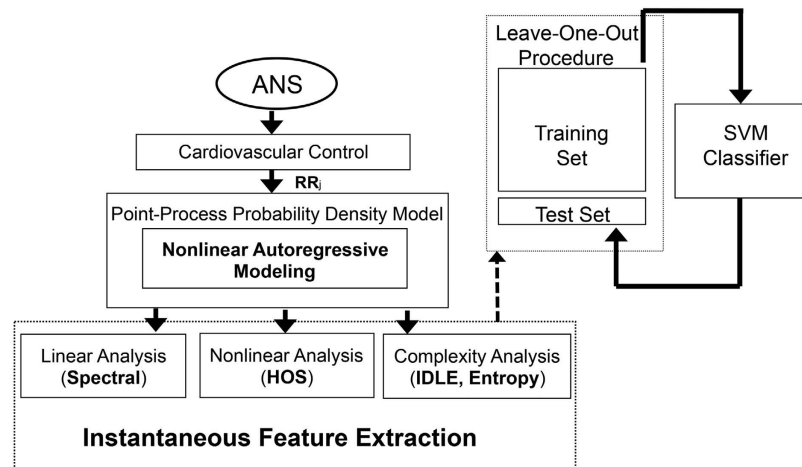 ANS
Cardiovascular Control
RRj
Point-Process Probability Density Model
Nonlinear Autoregressive
Modeling
Linear Analysis
(Spectral)
Nonlinear Analysis
(HOS)
Complexity Analysis
(IDLE, Entropy)
Instantaneous Feature Extraction
Leave-One-Out
Procedure
Training
Set
Test Set
SVM
Classifier